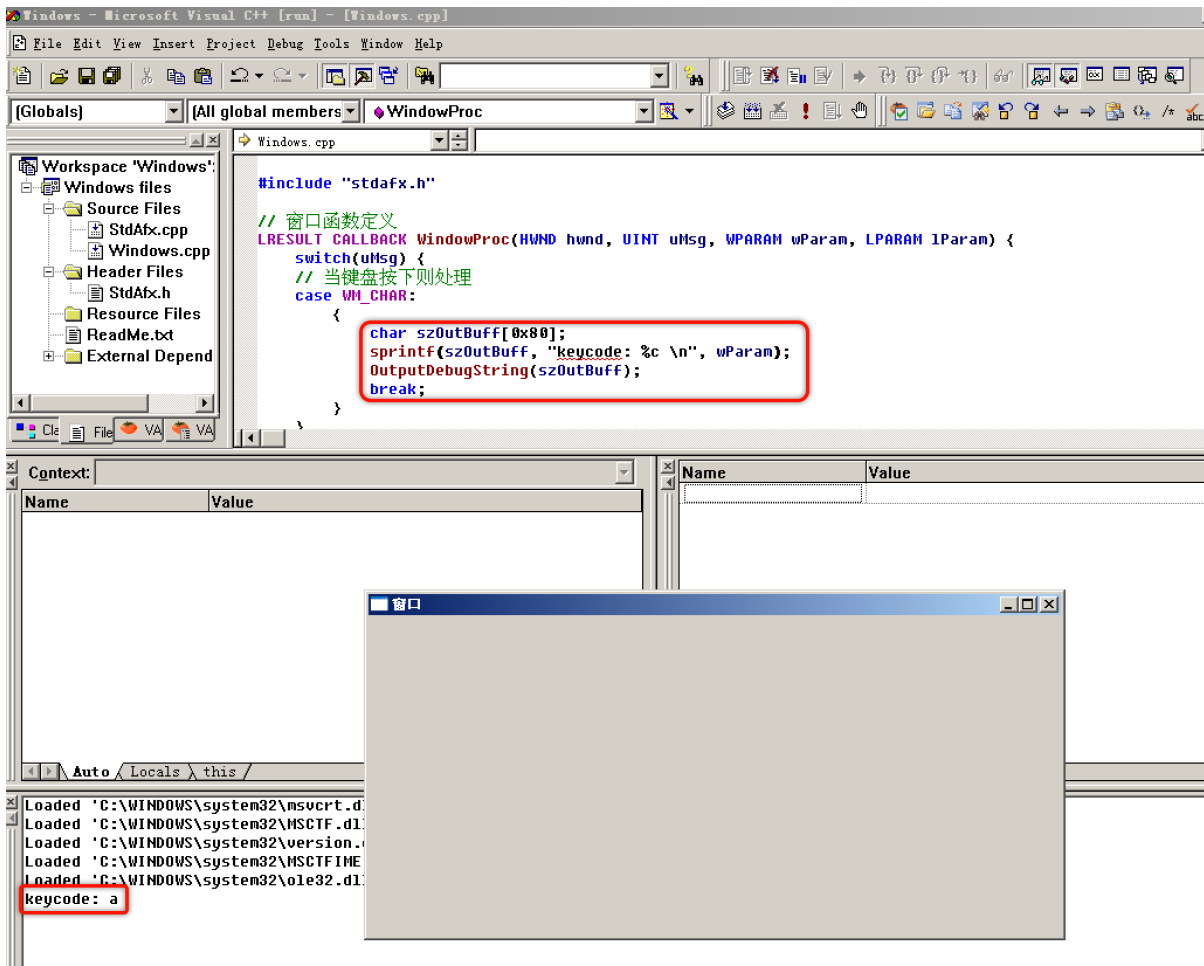 Windows - Microsoft Visual C++ [run] - [Windows.cpp]
File Edit View Insert Project Debug Tools Window Help
(Globals) (All global members WindowProc
Windows.cpp
Workspace 'Windows':
Windows files
Source Files
StdAfx.cpp
Windows.cpp
Header Files
StdAfx.h
Resource Files
ReadMe.txt
External Depend
Cla File VA VA
#include "stdafx.h"
// 窗口函数定义
LRESULT CALLBACK WindowProc(HWND hwnd, UINT uMsg, WPARAM wParam, LPARAM lParam) {
switch(uMsg) {
// 当键盘按下则处理
case WM_CHAR:
{
char szOutBuff[0x80];
sprintf(szOutBuff, "keycode: %c \n", wParam);
OutputDebugString(szOutBuff);
break;
}
}
Context:
Name Value
Auto Locals this
Name Value
窗口
Loaded 'C:\WINDOWS\system32\msvcrt.dl
Loaded 'C:\WINDOWS\system32\MSCTF.dll
Loaded 'C:\WINDOWS\system32\version.d
Loaded 'C:\WINDOWS\system32\MSCTFIME
Loaded 'C:\WINDOWS\system32\ole32.dll
keycode: a